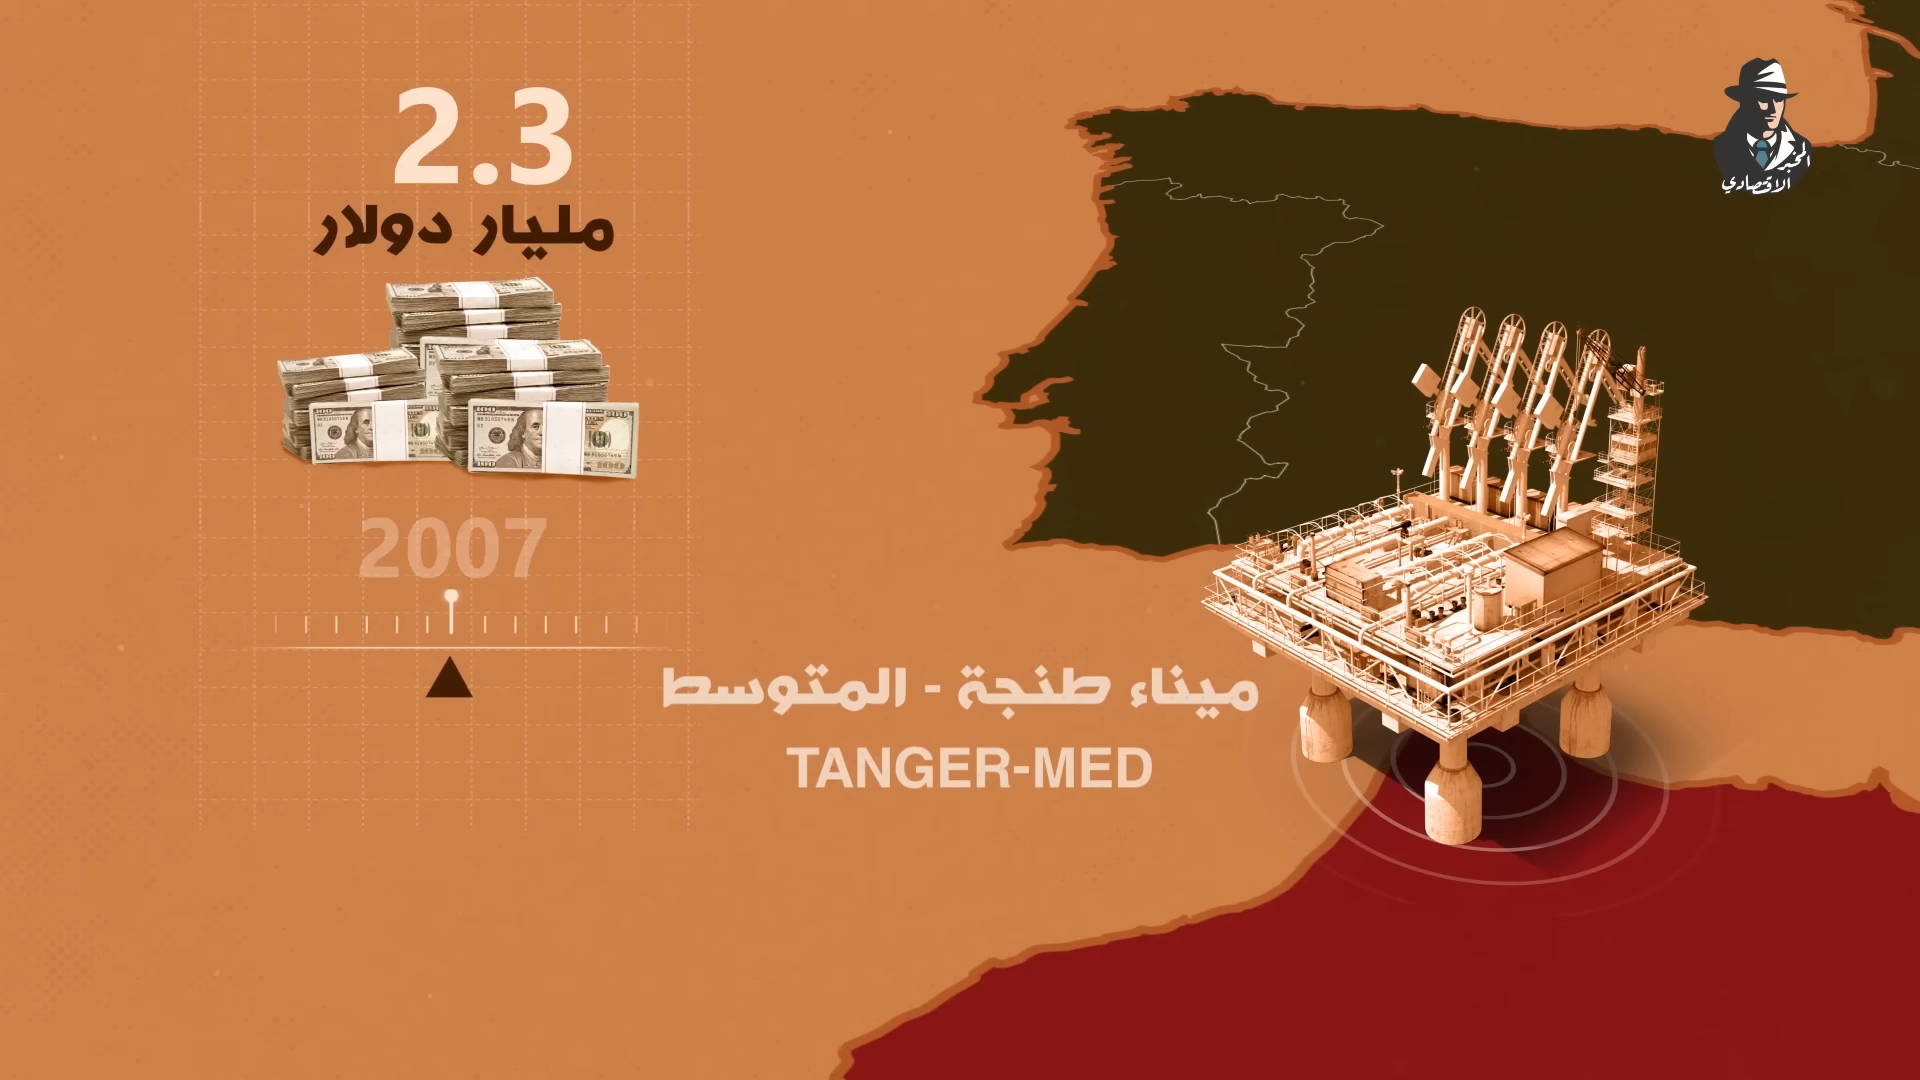 2.3
مليار دولار
2007
ميناء طنجة - المتوسط
TANGER-MED
المخبر
الاقتصادي